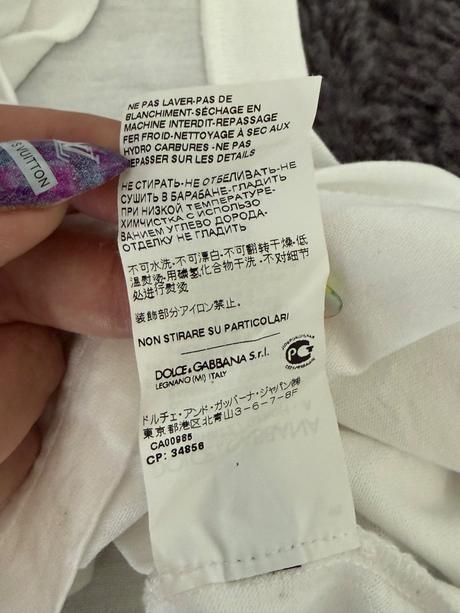 NE PAS LAVER-PAS DE
BLANCHIMENT-SÉCHAGE EN
MACHINE INTERDIT-REPASSAGE
FER FROID-NETTOYAGE À SEC AUX
HYDRO CARBURES-NE PAS
REPASSER SUR LES DETAILS
НЕ СТИРАТЬ-НЕ ОТБЕЛИВАТЬ-НЕ
СУШИТЬ В БАРАБАНЕ-ГЛАДИТЬ
ПРИ НИЗКОЙ ТЕМПЕРАТУРЕ-
ХИМЧИСТКА С ИСПОЛЬЗО
ВАНИЕМ УГЛЕВО ДОРОДА-
ОТДЕЛКУ НЕ ГЛАДИТЬ
不可水洗-不可漂白-不可翻转干燥-低
温熨烫-用碳氢化合物干洗-不对细节
处进行熨烫
装飾部分アイロン禁止。
NON STIRARE SU PARTICOLARI
DOLCE & GABBANA S.r.l.
LEGNANO (MI) ITALY
ドルチェ・アンド・ガッバーナ・ジャパン㈱
東京都港区北青山3-6-7-8F
CA00985
CP: 34856
S VUITTON
LV